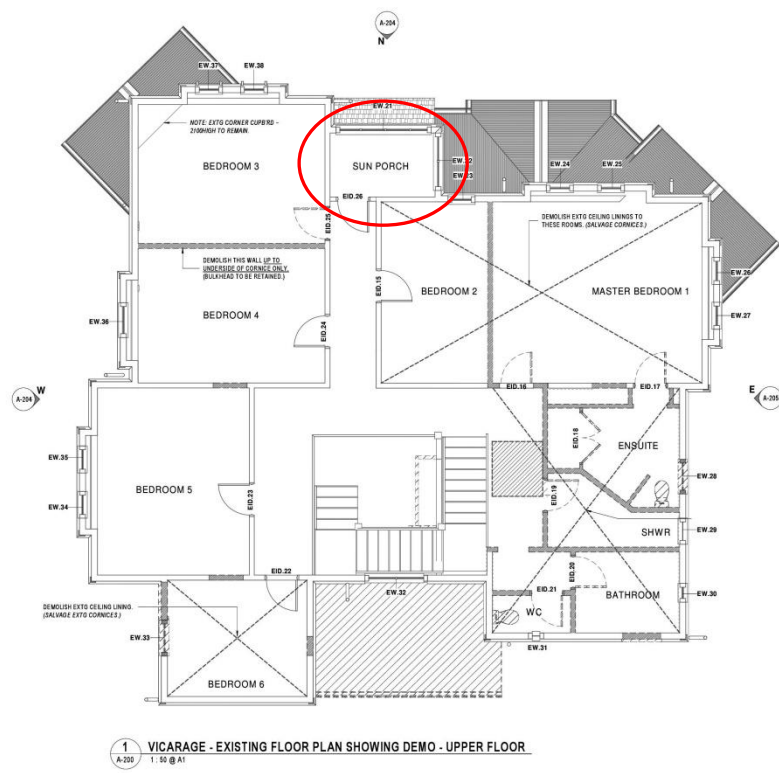 A-204
N
EW.37
EW.38
EW.21
NOTE: EXTG CORNER CUPB'RD -
2100HIGH TO REMAIN.
BEDROOM 3
SUN PORCH
EW.22
EW.23
EW.24
EW.25
EID.26
EID.25
DEMOLISH EXTG CEILING LININGS TO
THESE ROOMS. (SALVAGE CORNICES.)
DEMOLISH THIS WALL UP TO
UNDERSIDE OF CORNICE ONLY.
(BULKHEAD TO BE RETAINED.)
EW.26
EID.15
BEDROOM 2
MASTER BEDROOM 1
EW.36
BEDROOM 4
EID.24
EW.27
EID.16
EID.17
W
A-204
E
A-205
EID.18
ENSUITE
EW.35
EW.28
BEDROOM 5
EID.23
EID.19
EW.34
EW.29
SHWR
EID.22
EID.20
EW.32
EID.21
BATHROOM
EW.30
DEMOLISH EXTG CEILING LINING.
(SALVAGE EXTG CORNICES.)
WC
EW.33
EW.31
BEDROOM 6
1
A-200
VICARAGE - EXISTING FLOOR PLAN SHOWING DEMO - UPPER FLOOR
1 : 50 @ A1